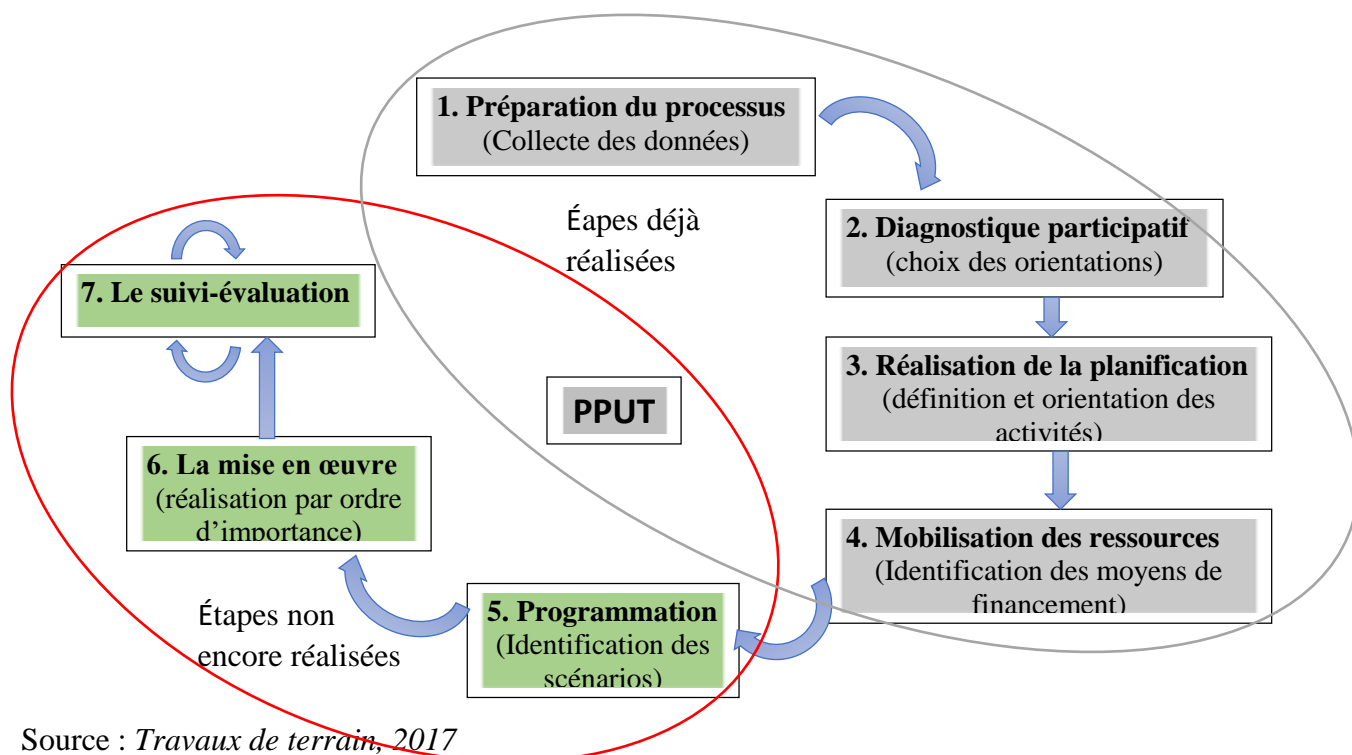 1. Préparation du processus
(Collecte des données)
Éapes déjà
réalisées
2. Diagnostique participatif
(choix des orientations)
7. Le suivi-évaluation
3. Réalisation de la planification
(définition et orientation des
activités)
PPUT
6. La mise en œuvre
(réalisation par ordre
d’importance)
4. Mobilisation des ressources
(Identification des moyens de
financement)
5. Programmation
(Identification des
scénarios)
Étapes non
encore réalisées
Source : Travaux de terrain, 2017